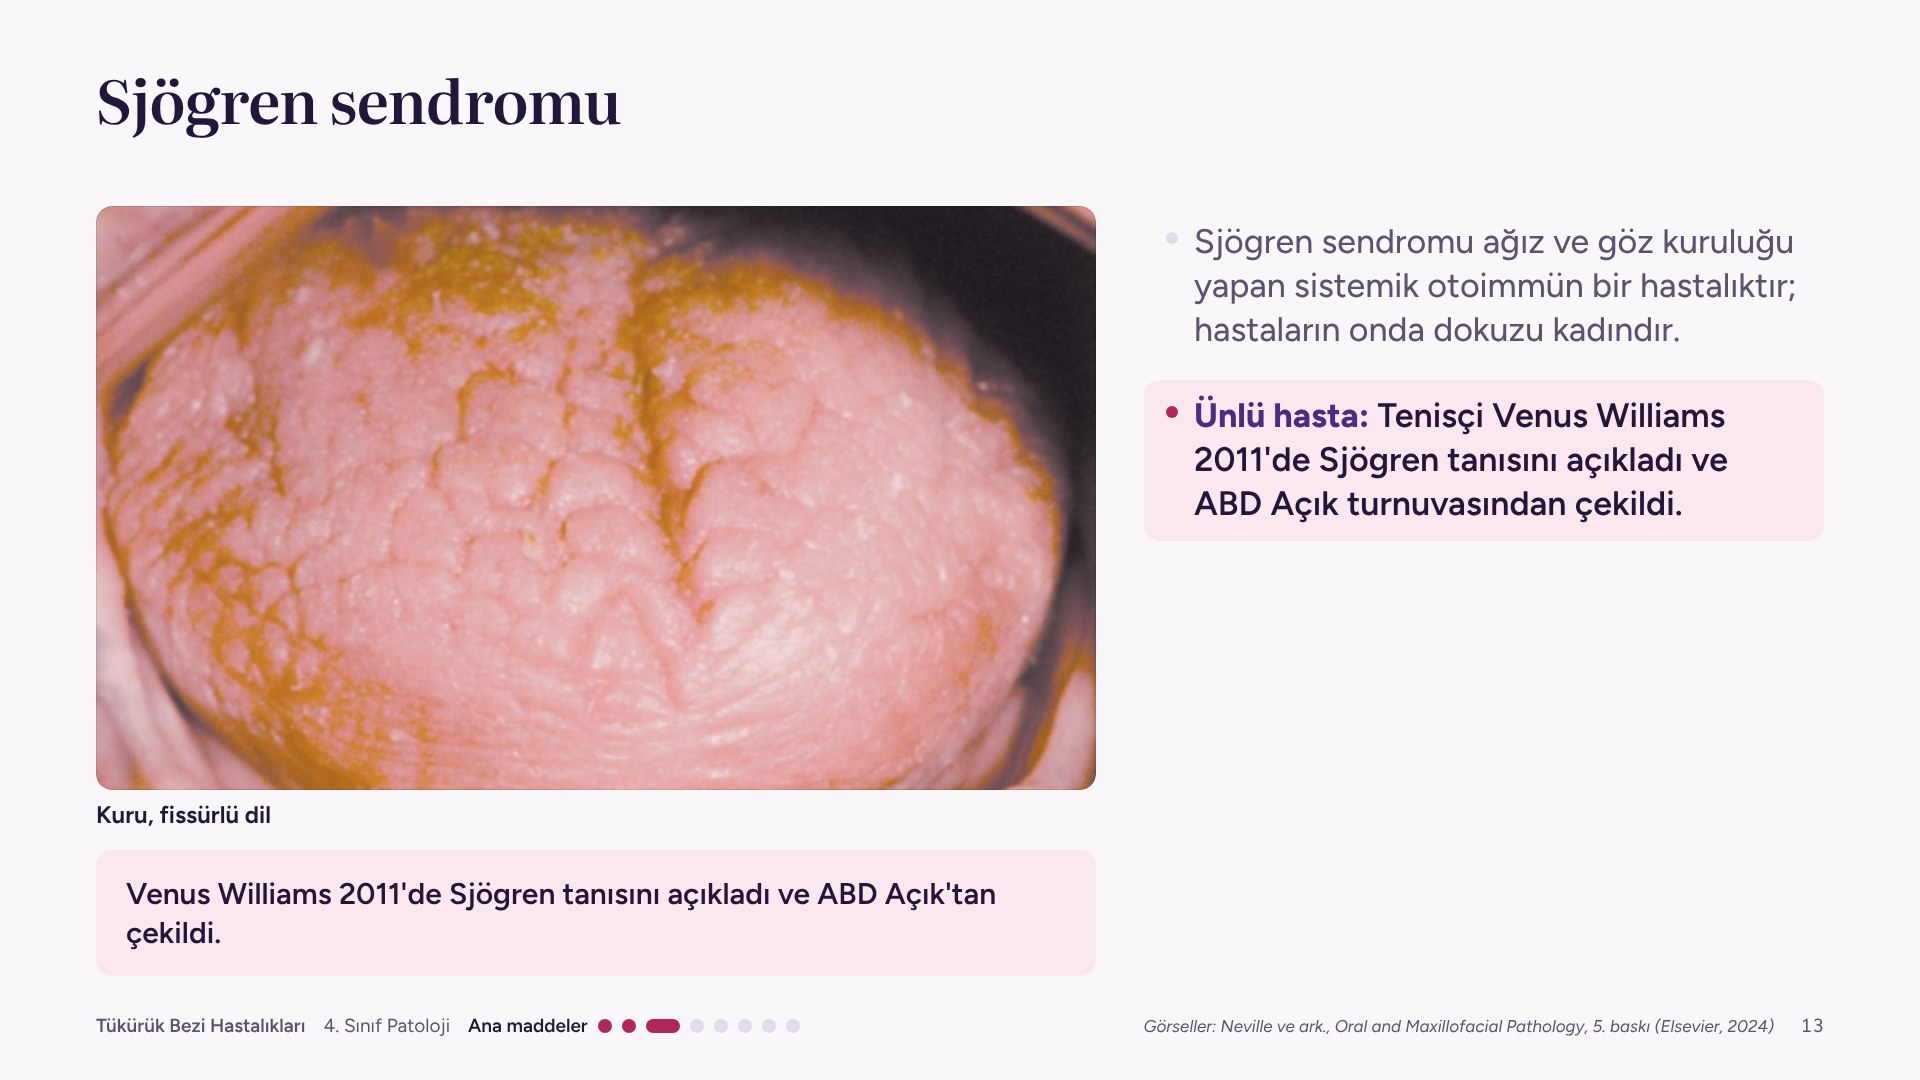 Sjögren sendromu
Kuru, fissürlü dil
Venus Williams 2011'de Sjögren tanısını açıkladı ve ABD Açık'tan
çekildi.
Sjögren sendromu ağız ve göz kuruluğu
yapan sistemik otoimmün bir hastalıktır;
hastaların onda dokuzu kadındır.
Ünlü hasta: Tenisçi Venus Williams
2011'de Sjögren tanısını açıkladı ve
ABD Açık turnuvasından çekildi.
Tükürük Bezi Hastalıkları 4. Sınıf Patoloji Ana maddeler
Görseller: Neville ve ark., Oral and Maxillofacial Pathology, 5. baskı (Elsevier, 2024) 13